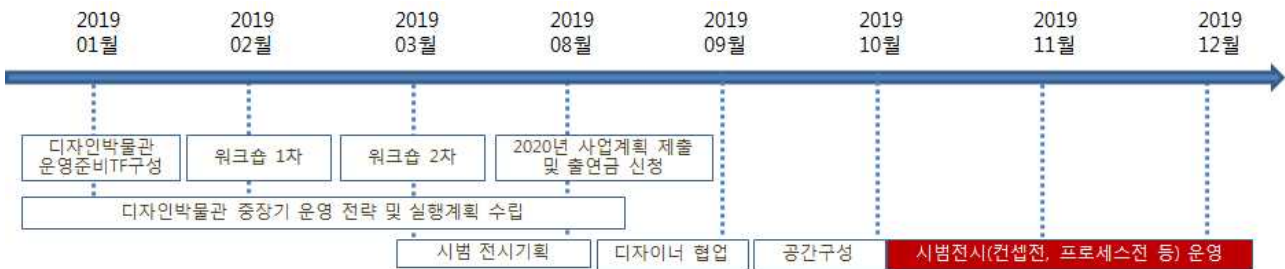 2019 2019 2019 2019 2019 2019 2019 2019
01월 02월 03월 08월 09월 10월 11월 12월
디자인박물관
운영준비TF구성
워크숍 1차
워크숍 2차
2020년 사업계획 제출
및 출연금 신청
디자인박물관 중장기 운영 전략 및 실행계획 수립
시범 전시기획
디자이너 협업
공간구성
시범전시(컨셉전, 프로세스전 등) 운영